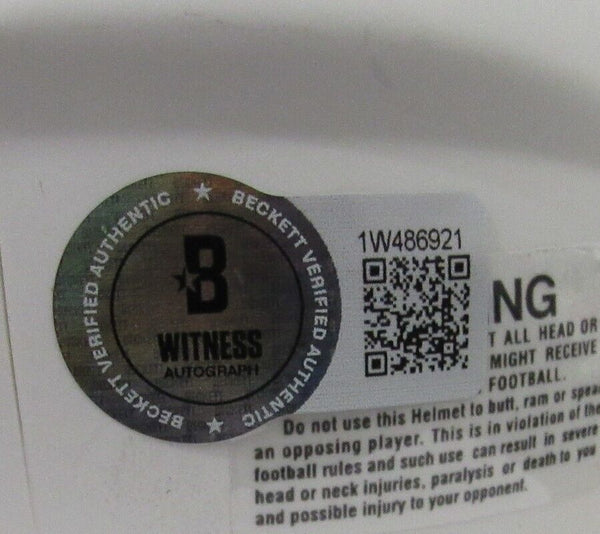 BECKETT VERIFIED AUTHENTIC
BECKETT VERIFIED AUTHENTIC
B
WITNESS
AUTOGRAPH
1W486921
NG
T ALL HEAD OR
MIGHT RECEIVE
FOOTBALL.
Do not use this Helmet to butt, ram or spear
an opposing player. This is in violation of the
football rules and such use can result in severe
head or neck injuries, paralysis or death to you
and possible injury to your opponent.